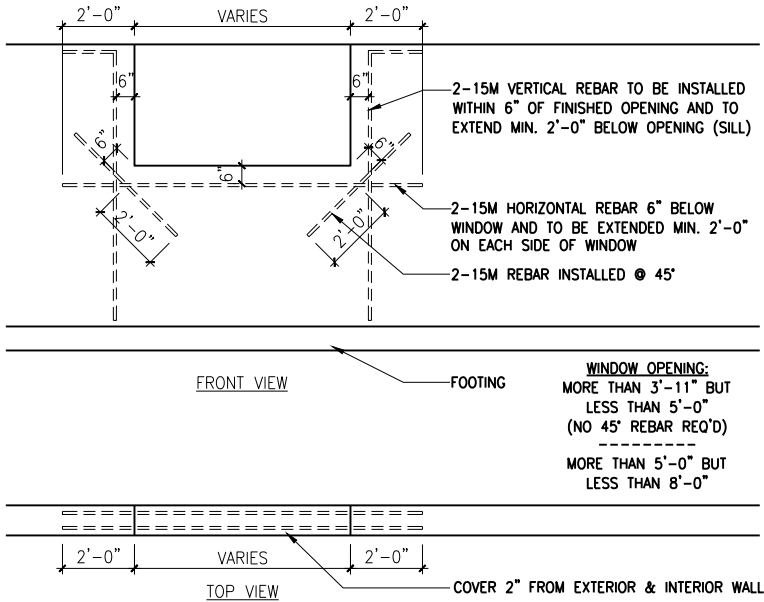 2'-0" VARIES 2'-0"
6" 6"
2-15M VERTICAL REBAR TO BE INSTALLED
WITHIN 6" OF FINISHED OPENING AND TO
EXTEND MIN. 2'-0" BELOW OPENING (SILL)
6" 6" 6"
2'-0" 2'-0"
2-15M HORIZONTAL REBAR 6" BELOW
WINDOW AND TO BE EXTENDED MIN. 2'-0"
ON EACH SIDE OF WINDOW
2-15M REBAR INSTALLED @ 45°
FRONT VIEW
FOOTING
WINDOW OPENING:
MORE THAN 3'-11" BUT
LESS THAN 5'-0"
(NO 45° REBAR REQ'D)
----------
MORE THAN 5'-0" BUT
LESS THAN 8'-0"
2'-0" VARIES 2'-0"
TOP VIEW
COVER 2" FROM EXTERIOR & INTERIOR WALL